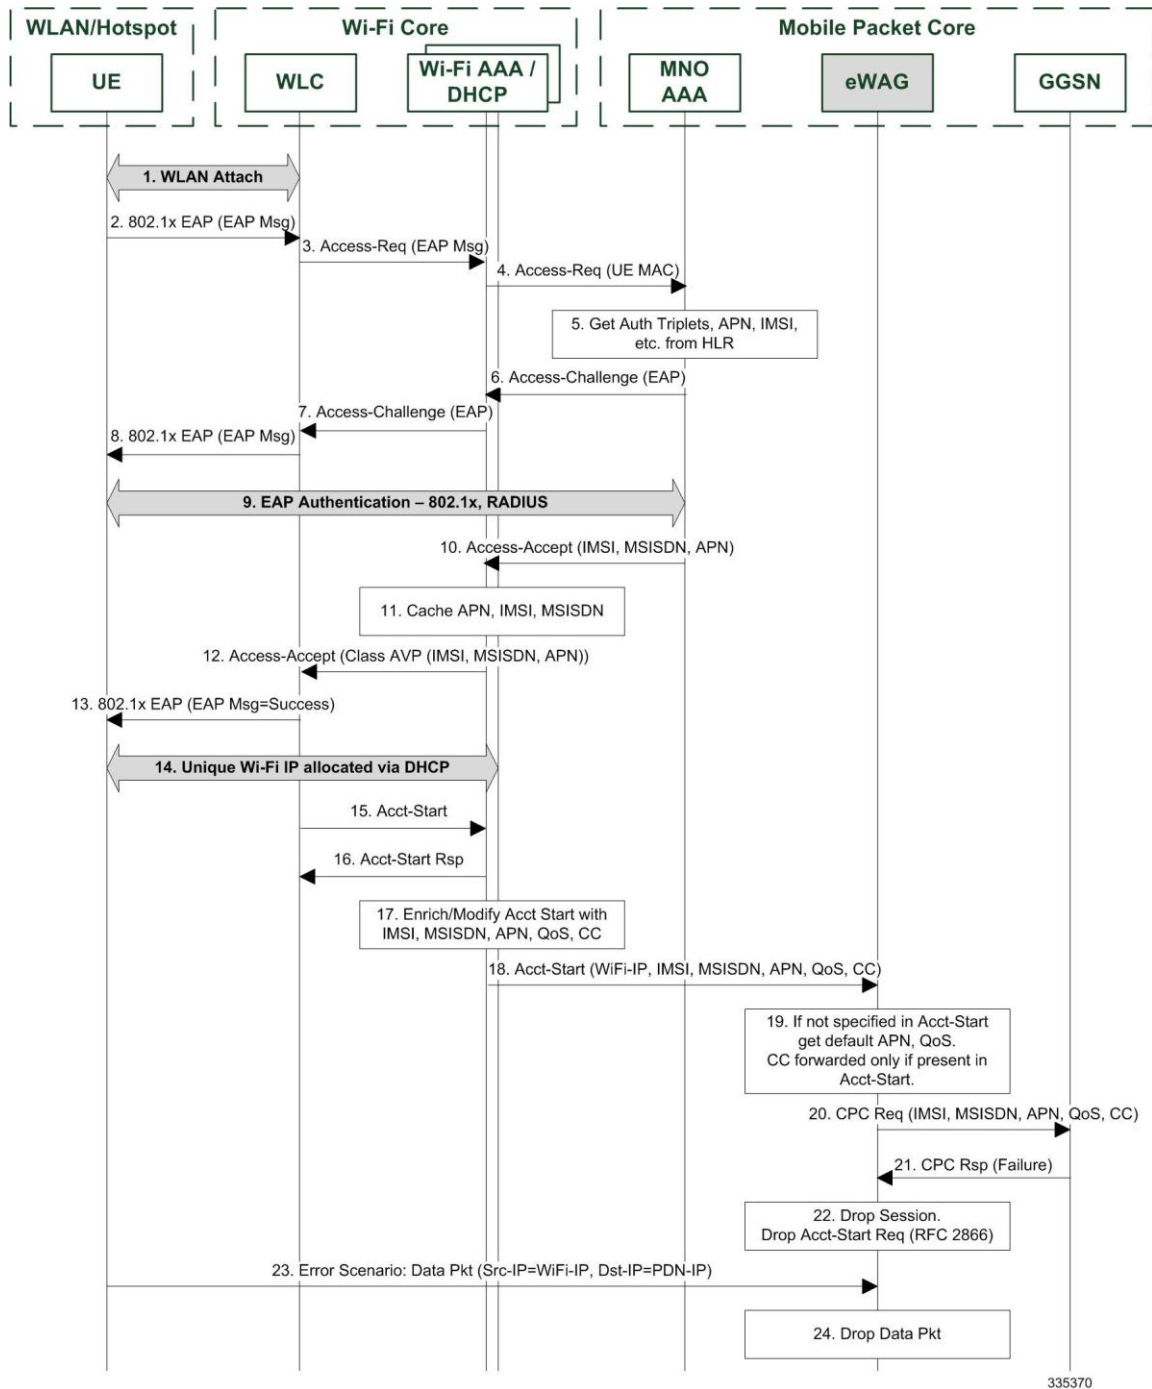 WLAN/Hotspot
Wi-Fi Core
Mobile Packet Core
UE
WLC
Wi-Fi AAA /
DHCP
MNO
AAA
eWAG
GGSN
1. WLAN Attach
2. 802.1x EAP (EAP Msg)
3. Access-Req (EAP Msg)
4. Access-Req (UE MAC)
5. Get Auth Triplets, APN, IMSI,
etc. from HLR
6. Access-Challenge (EAP)
7. Access-Challenge (EAP)
8. 802.1x EAP (EAP Msg)
9. EAP Authentication – 802.1x, RADIUS
10. Access-Accept (IMSI, MSISDN, APN)
11. Cache APN, IMSI, MSISDN
12. Access-Accept (Class AVP (IMSI, MSISDN, APN))
13. 802.1x EAP (EAP Msg=Success)
14. Unique Wi-Fi IP allocated via DHCP
15. Acct-Start
16. Acct-Start Rsp
17. Enrich/Modify Acct Start with
IMSI, MSISDN, APN, QoS, CC
18. Acct-Start (WiFi-IP, IMSI, MSISDN, APN, QoS, CC)
19. If not specified in Acct-Start
get default APN, QoS.
CC forwarded only if present in
Acct-Start.
20. CPC Req (IMSI, MSISDN, APN, QoS, CC)
21. CPC Rsp (Failure)
22. Drop Session.
Drop Acct-Start Req (RFC 2866)
23. Error Scenario: Data Pkt (Src-IP=WiFi-IP, Dst-IP=PDN-IP)
24. Drop Data Pkt
335370